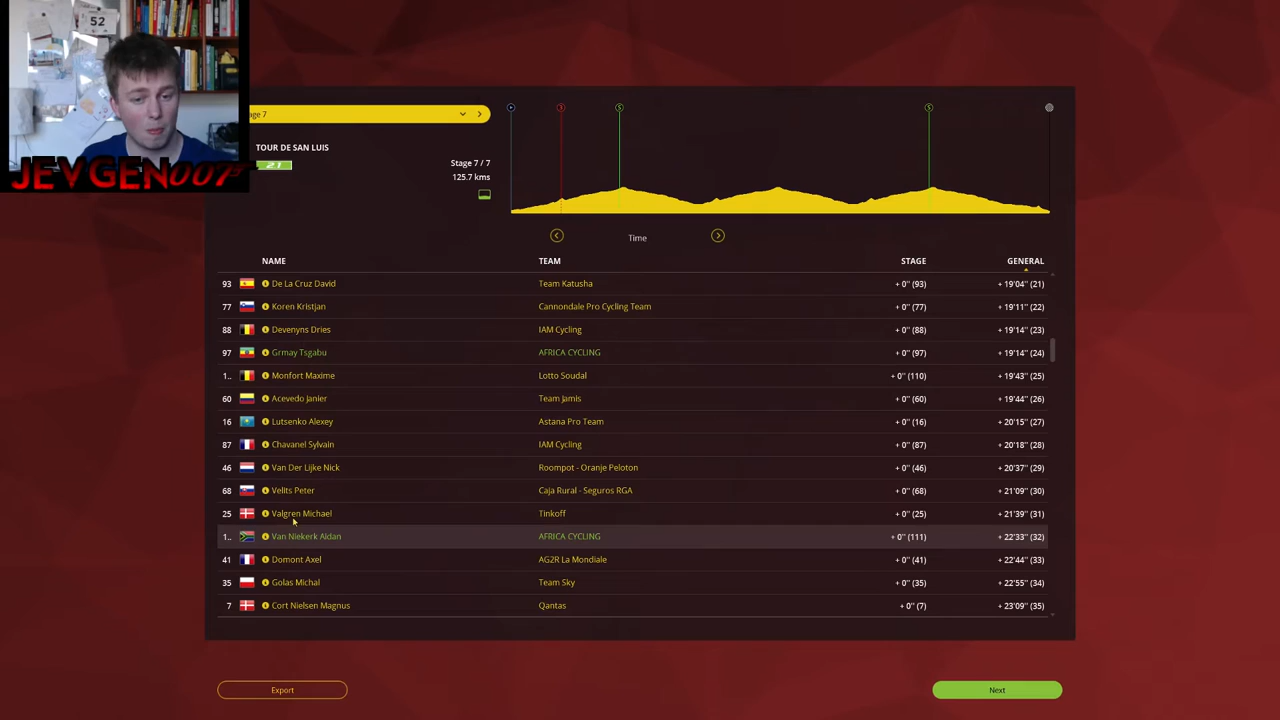 52
JEVGEN007
age 7
TOUR DE SAN LUIS
2.1
Stage 7 / 7
125.7 kms
3
S
S
Time
NAME TEAM STAGE GENERAL
93 De La Cruz David Team Katusha + 0'' (93) + 19'04'' (21)
77 Koren Kristjan Cannondale Pro Cycling Team + 0'' (77) + 19'11'' (22)
88 Devenyns Dries IAM Cycling + 0'' (88) + 19'14'' (23)
97 Grmay Tsgabu AFRICA CYCLING + 0'' (97) + 19'14'' (24)
1.. Monfort Maxime Lotto Soudal + 0'' (110) + 19'43'' (25)
60 Acevedo Janier Team Jamis + 0'' (60) + 19'44'' (26)
16 Lutsenko Alexey Astana Pro Team + 0'' (16) + 20'15'' (27)
87 Chavanel Sylvain IAM Cycling + 0'' (87) + 20'18'' (28)
46 Van Der Lijke Nick Roompot - Oranje Peloton + 0'' (46) + 20'37'' (29)
68 Velits Peter Caja Rural - Seguros RGA + 0'' (68) + 21'09'' (30)
25 Valgren Michael Tinkoff + 0'' (25) + 21'39'' (31)
1.. Van Niekerk Aldan AFRICA CYCLING + 0'' (111) + 22'33'' (32)
41 Domont Axel AG2R La Mondiale + 0'' (41) + 22'44'' (33)
35 Golas Michal Team Sky + 0'' (35) + 22'55'' (34)
7 Cort Nielsen Magnus Qantas + 0'' (7) + 23'09'' (35)
Export
Next